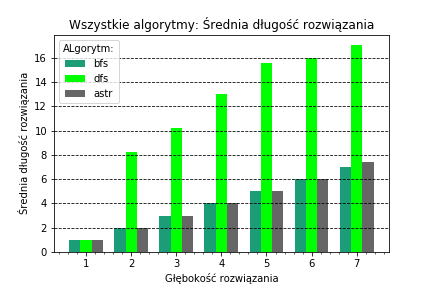 Wszystkie algorytmy: Średnia długość rozwiązania
ALgorytm:
bfs
dfs
astr
Średnia długość rozwiązania
16
14
12
10
8
6
4
2
0
1 2 3 4 5 6 7
Głębokość rozwiązania